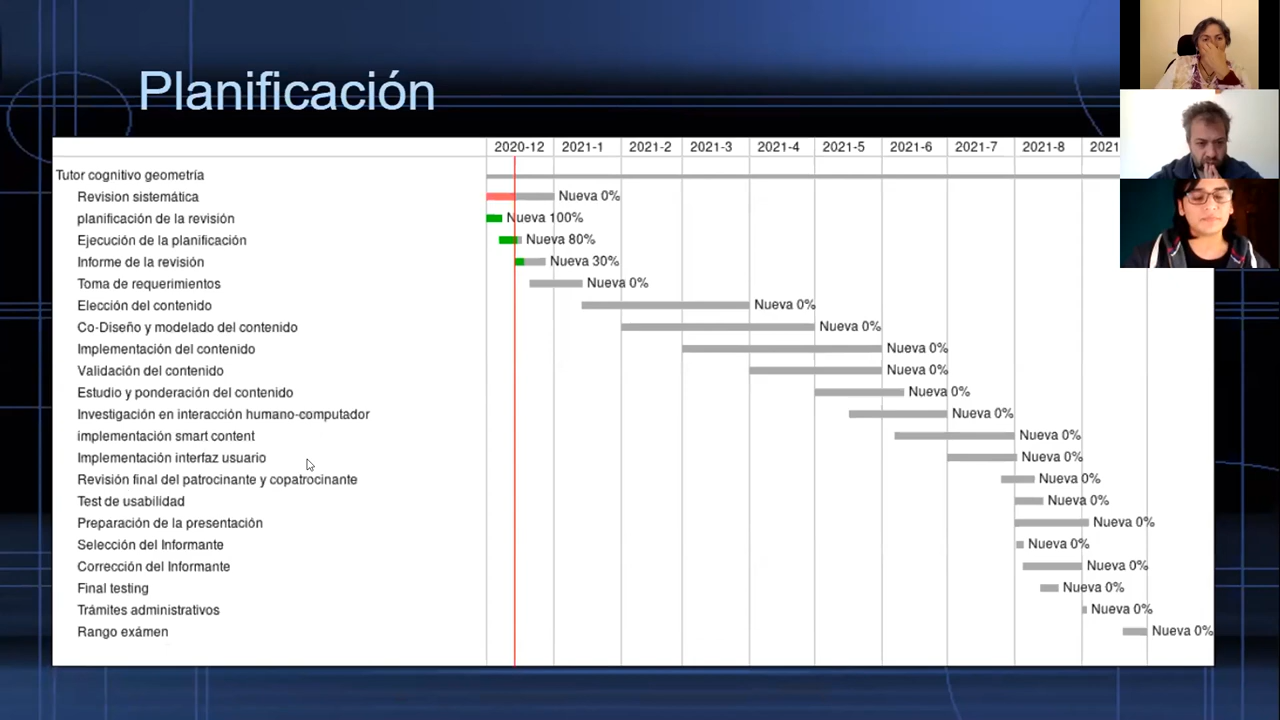 Planificación
2020-12 2021-1 2021-2 2021-3 2021-4 2021-5 2021-6 2021-7 2021-8 2021
Tutor cognitivo geometría
Revision sistemática Nueva 0%
planificación de la revisión Nueva 100%
Ejecución de la planificación Nueva 80%
Informe de la revisión Nueva 30%
Toma de requerimientos Nueva 0%
Elección del contenido Nueva 0%
Co-Diseño y modelado del contenido Nueva 0%
Implementación del contenido Nueva 0%
Validación del contenido Nueva 0%
Estudio y ponderación del contenido Nueva 0%
Investigación en interacción humano-computador Nueva 0%
implementación smart content Nueva 0%
Implementación interfaz usuario Nueva 0%
Revisión final del patrocinante y copatrocinante Nueva 0%
Test de usabilidad Nueva 0%
Preparación de la presentación Nueva 0%
Selección del Informante Nueva 0%
Corrección del Informante Nueva 0%
Final testing Nueva 0%
Trámites administrativos Nueva 0%
Rango exámen Nueva 0%